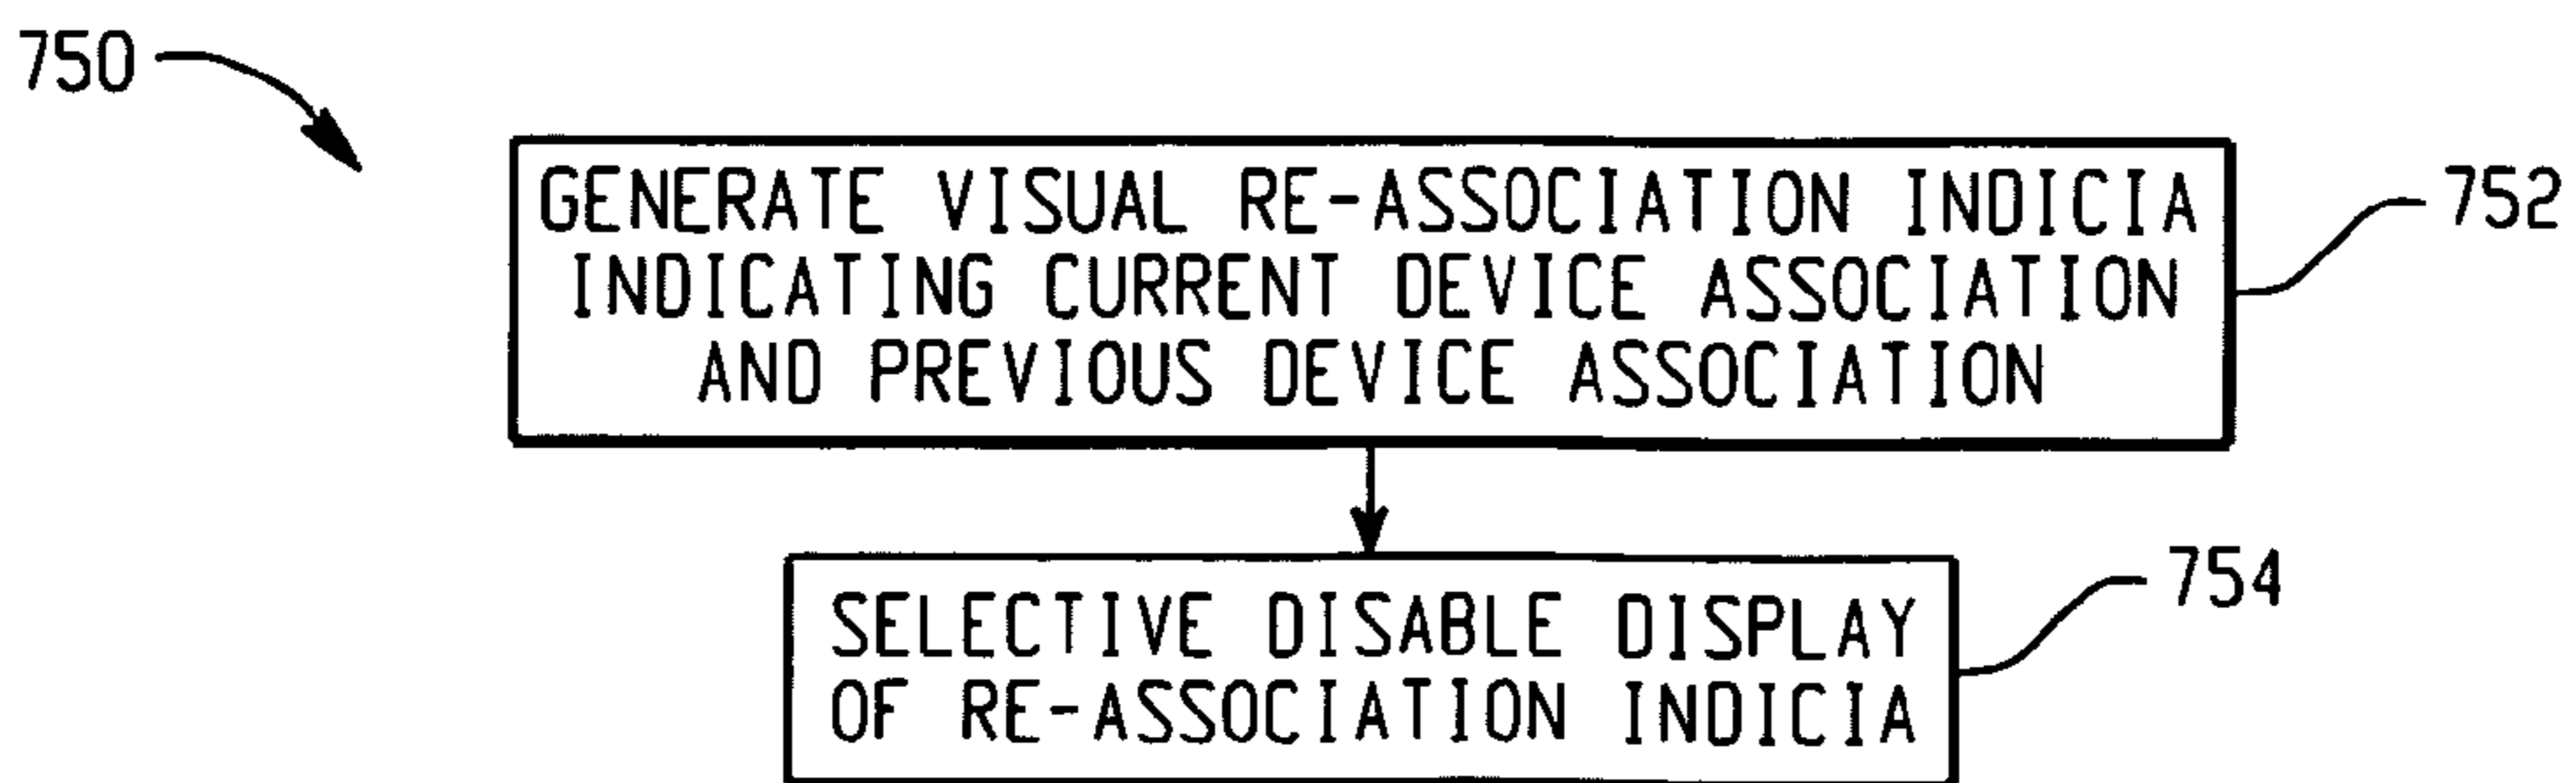 750
GENERATE VISUAL RE-ASSOCIATION INDICIA
INDICATING CURRENT DEVICE ASSOCIATION
AND PREVIOUS DEVICE ASSOCIATION
752
SELECTIVE DISABLE DISPLAY
OF RE-ASSOCIATION INDICIA
754